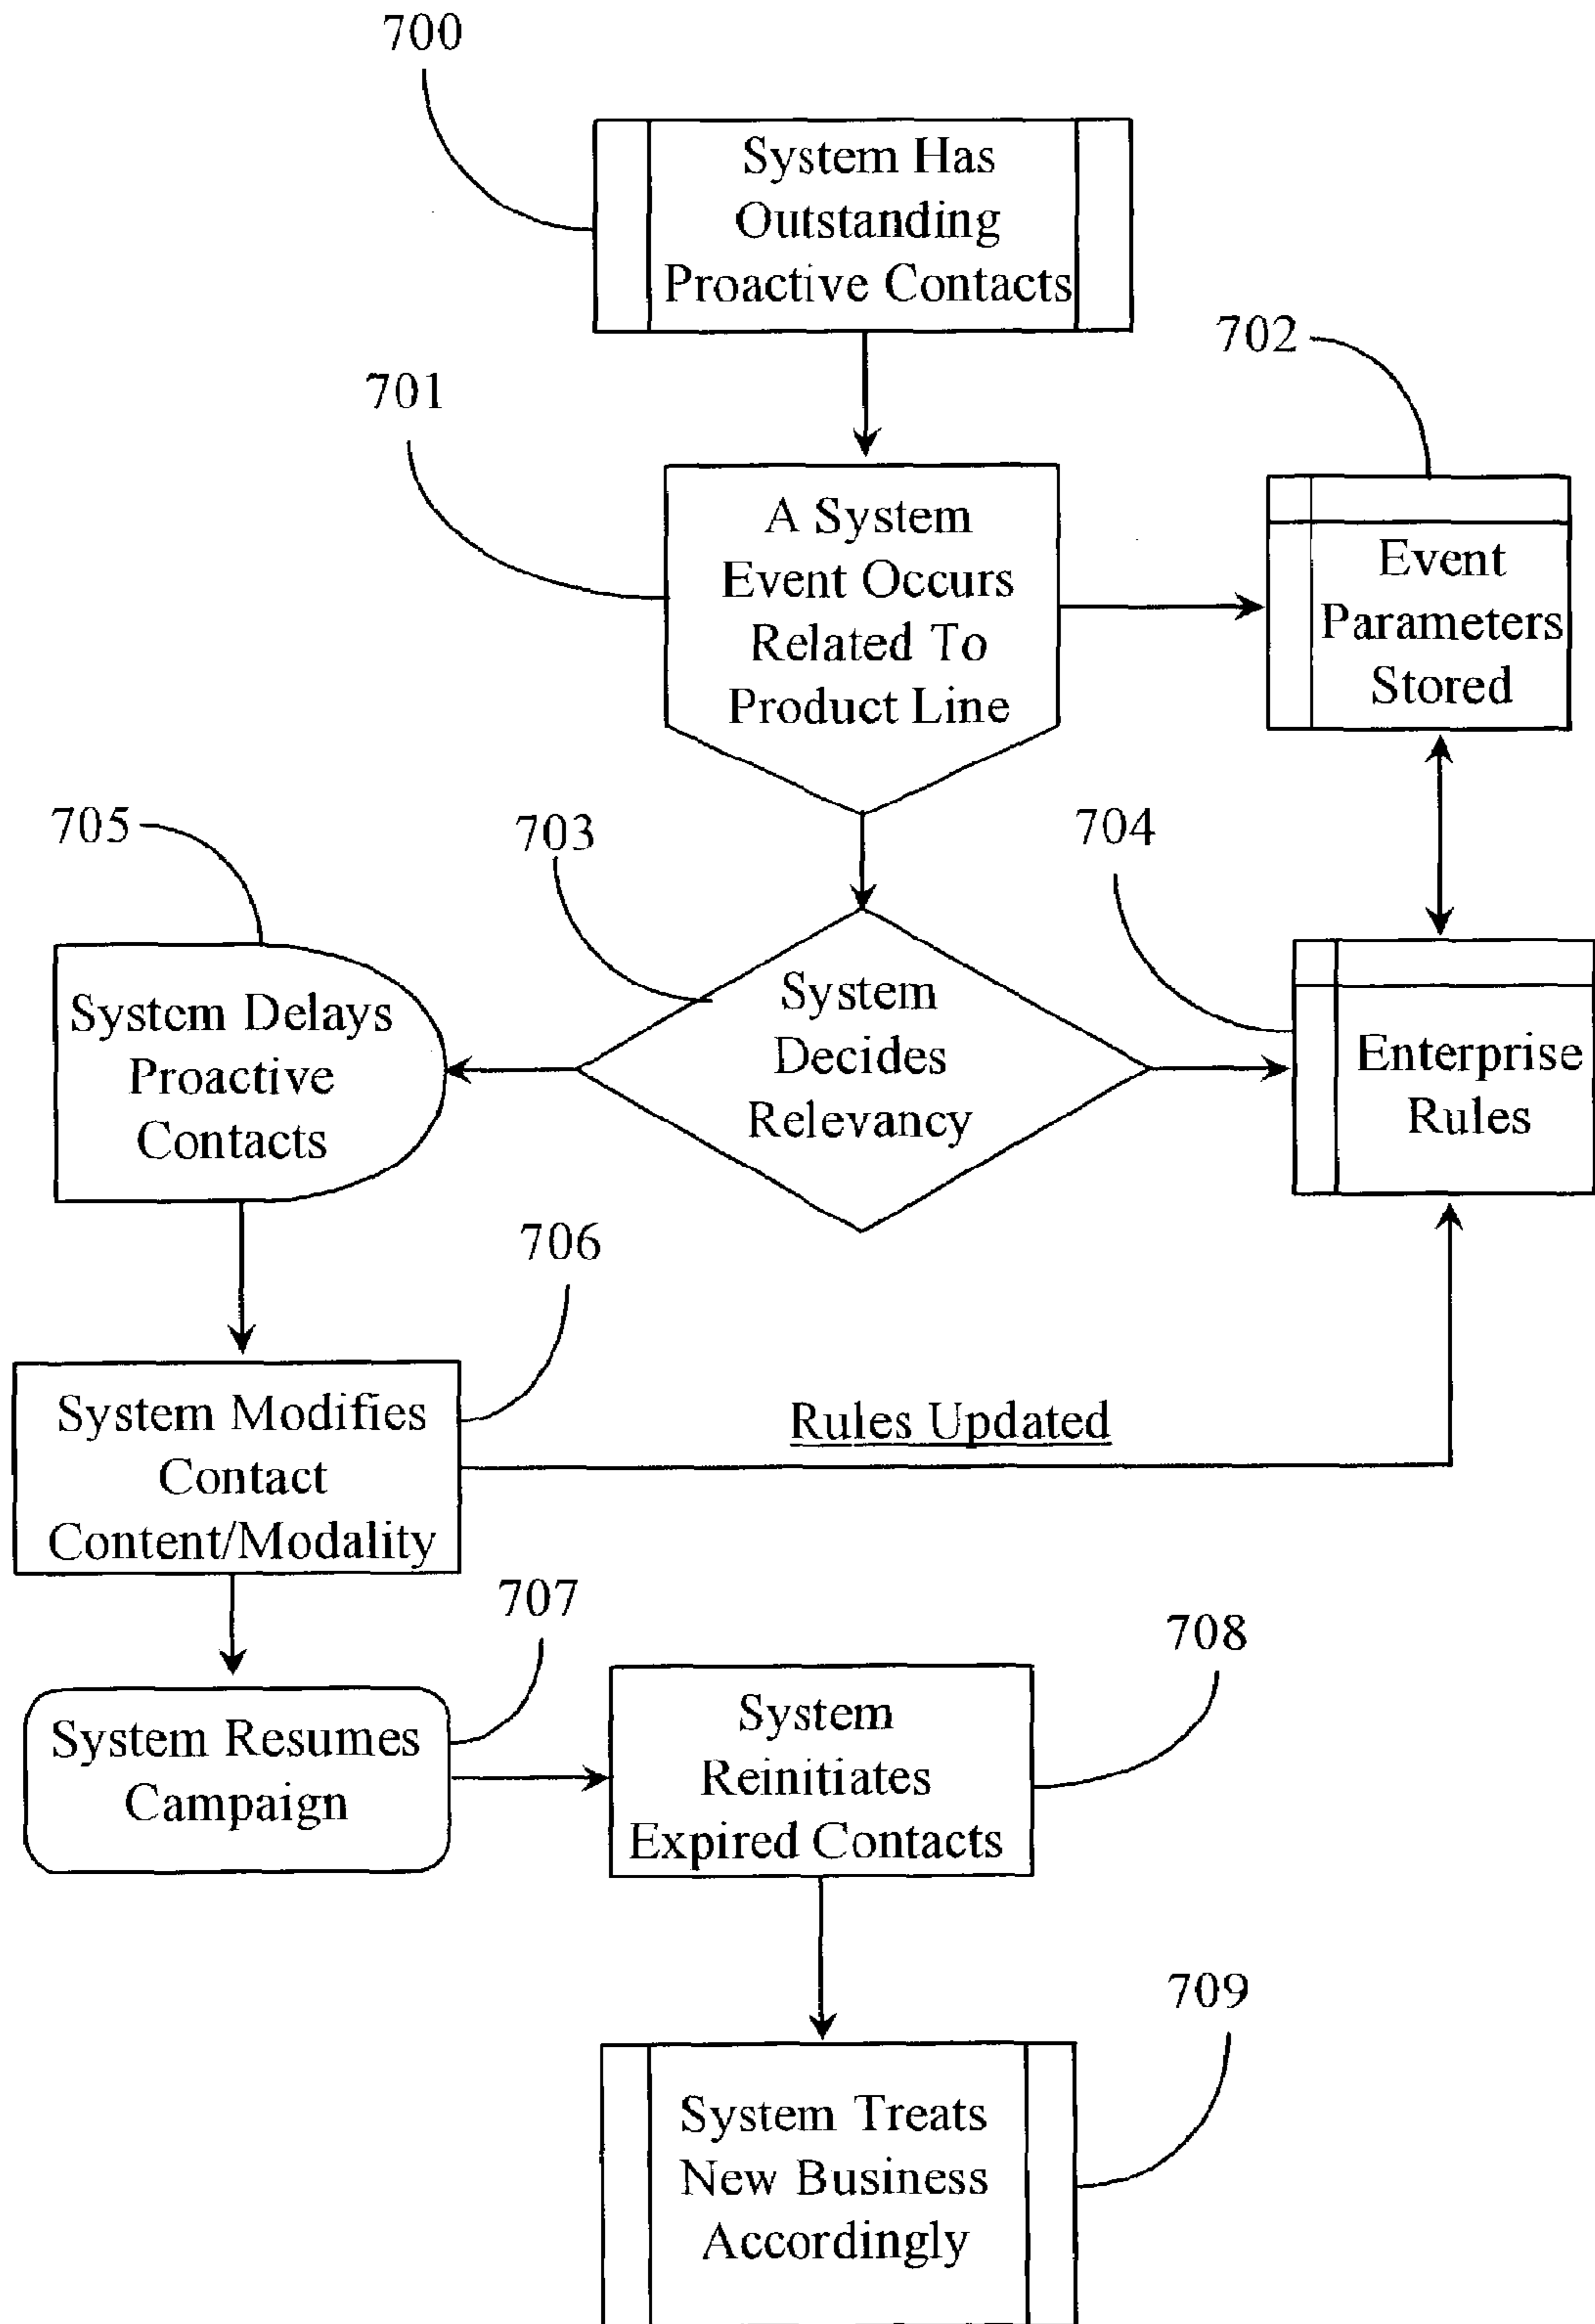 700
System Has
Outstanding
Proactive Contacts
702
701
A System
Event Occurs
Related To
Product Line
Event
Parameters
Stored
705
703
704
System Delays
Proactive
Contacts
System
Decides
Relevancy
Enterprise
Rules
706
System Modifies
Contact
Content/Modality
Rules Updated
707
708
System Resumes
Campaign
System
Reinitiates
Expired Contacts
709
System Treats
New Business
Accordingly